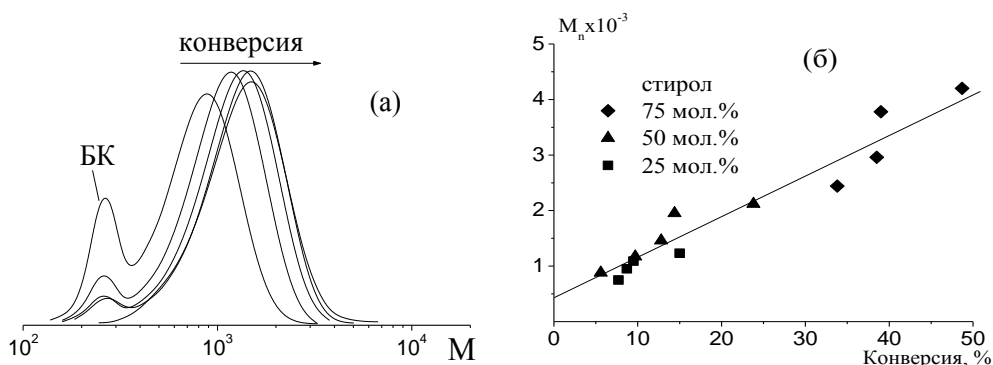 конверсия
(а)
БК
10²
10³
10⁴
М
Mₙx10⁻³
5
4
3
2
1
(б)
стирол
75 мол.%
50 мол.%
25 мол.%
0
10
20
30
40
50
Конверсия, %